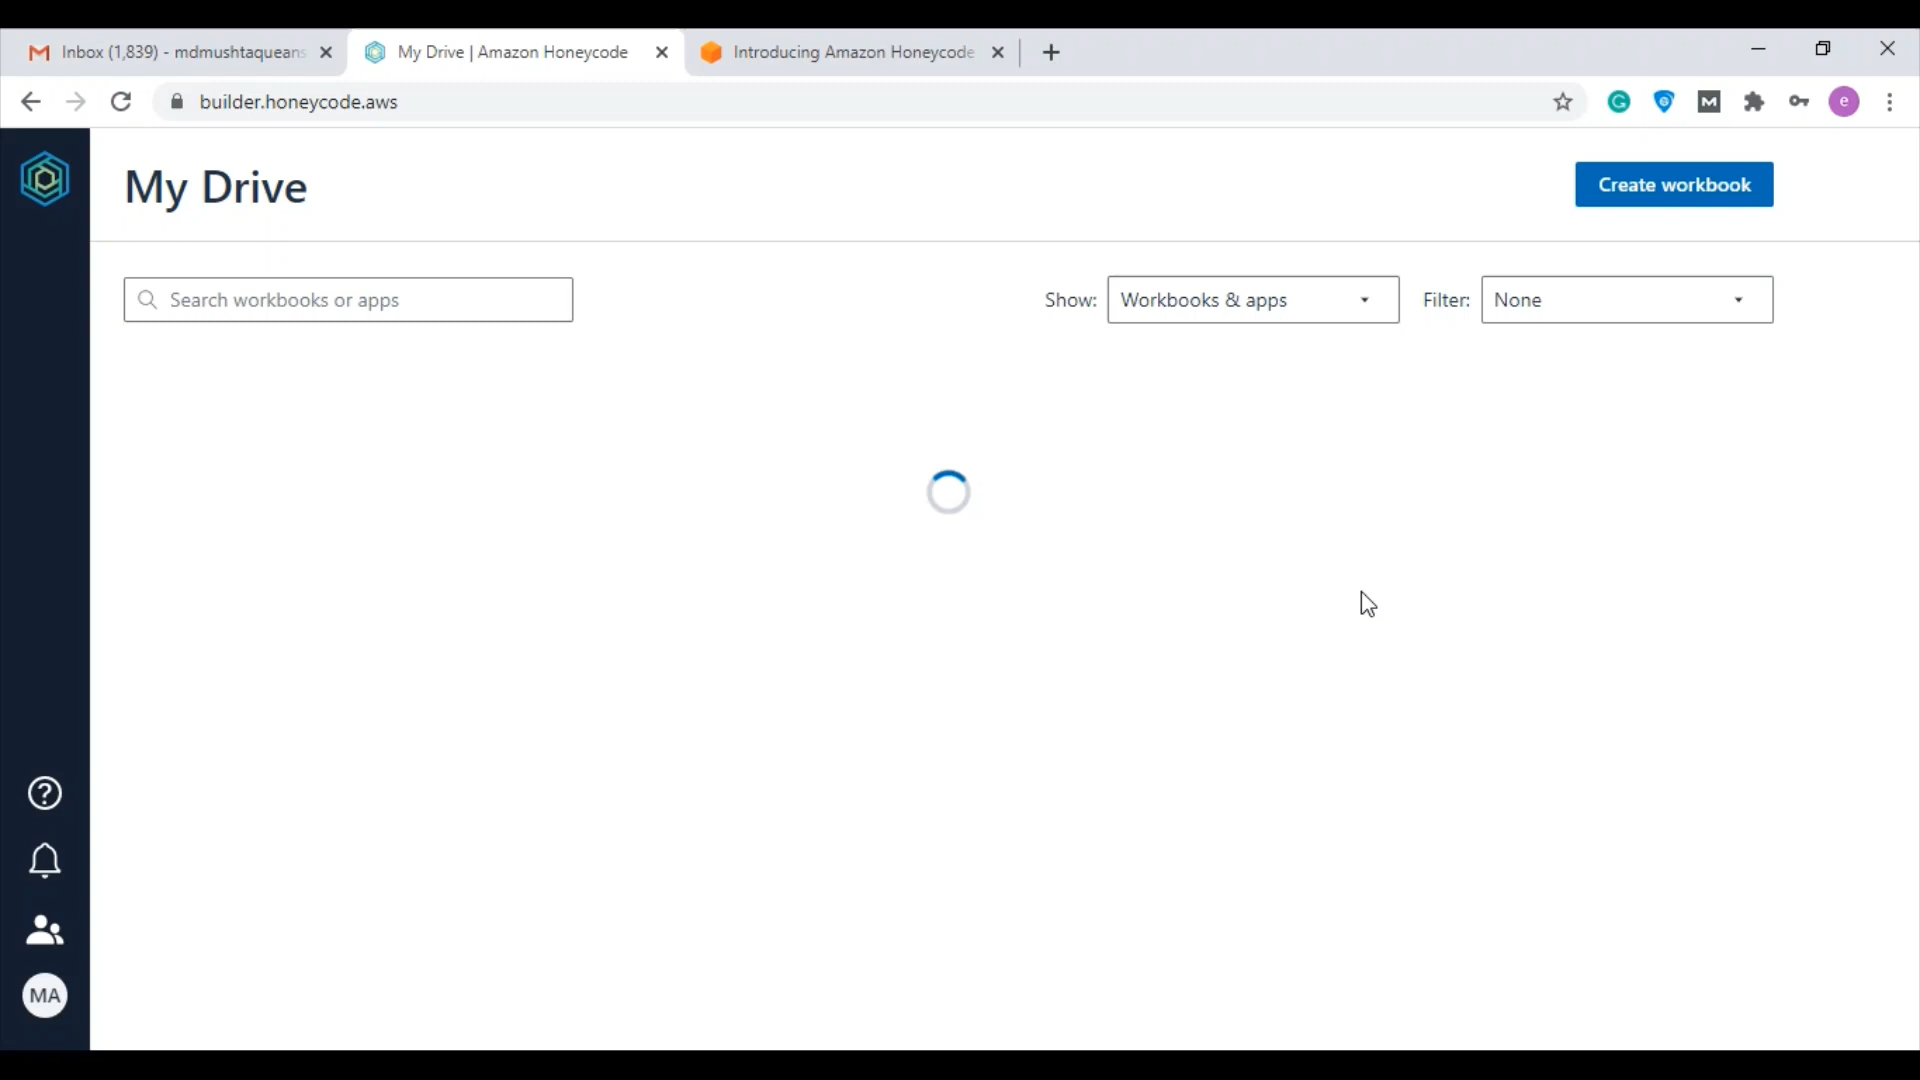 Inbox (1,839) - mdmushtaqueans
My Drive | Amazon Honeycode
Introducing Amazon Honeycode
builder.honeycode.aws
e
My Drive
Create workbook
Search workbooks or apps
Show:
Workbooks & apps
Filter:
None
MA